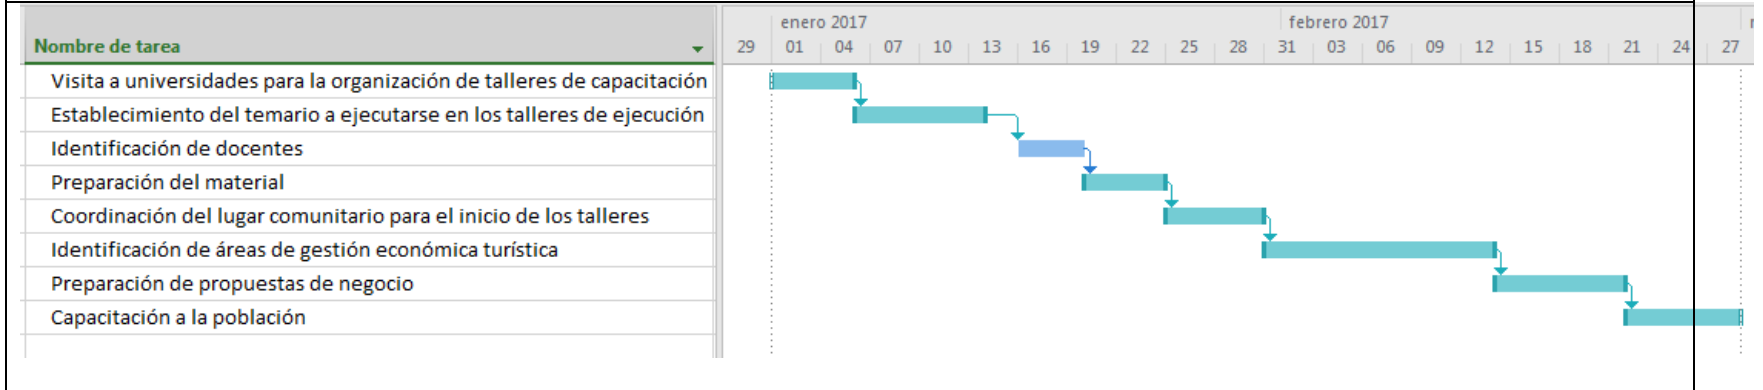 enero 2017 febrero 2017
Nombre de tarea 29 01 04 07 10 13 16 19 22 25 28 31 03 06 09 12 15 18 21 24 27
Visita a universidades para la organización de talleres de capacitación
Establecimiento del temario a ejecutarse en los talleres de ejecución
Identificación de docentes
Preparación del material
Coordinación del lugar comunitario para el inicio de los talleres
Identificación de áreas de gestión económica turística
Preparación de propuestas de negocio
Capacitación a la población